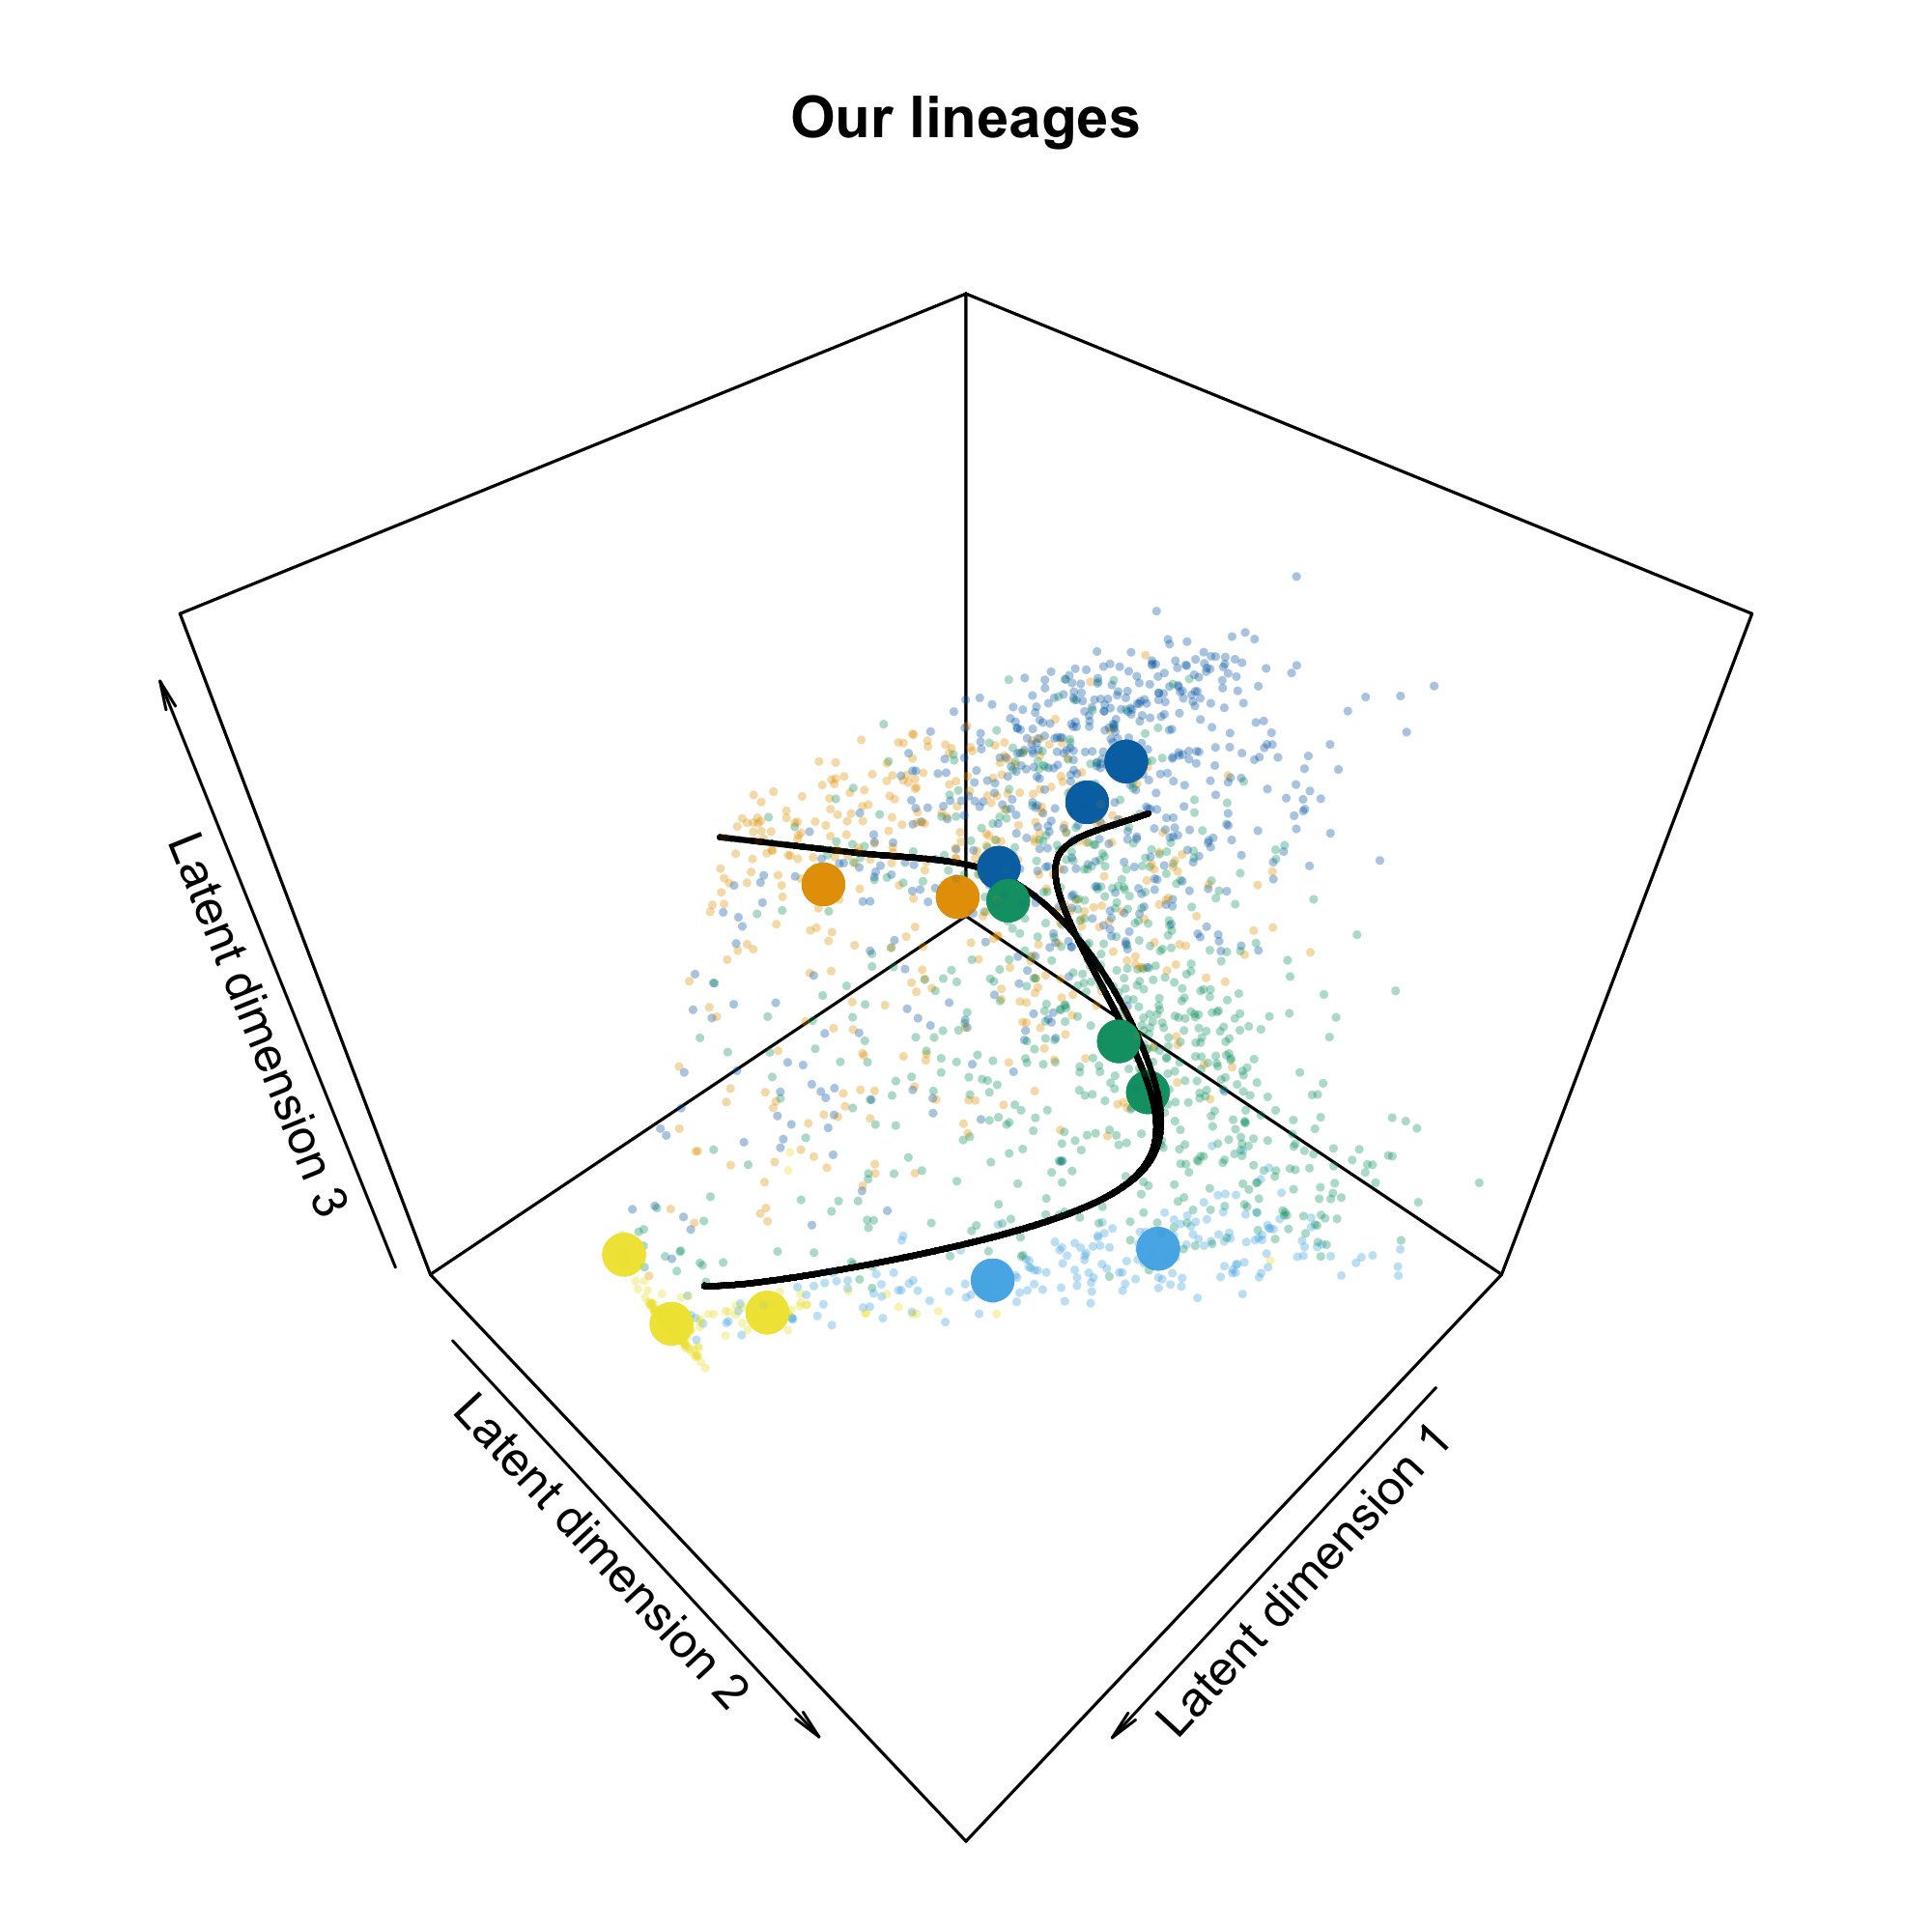 Our lineages
Latent dimension 3
Latent dimension 2
Latent dimension 1